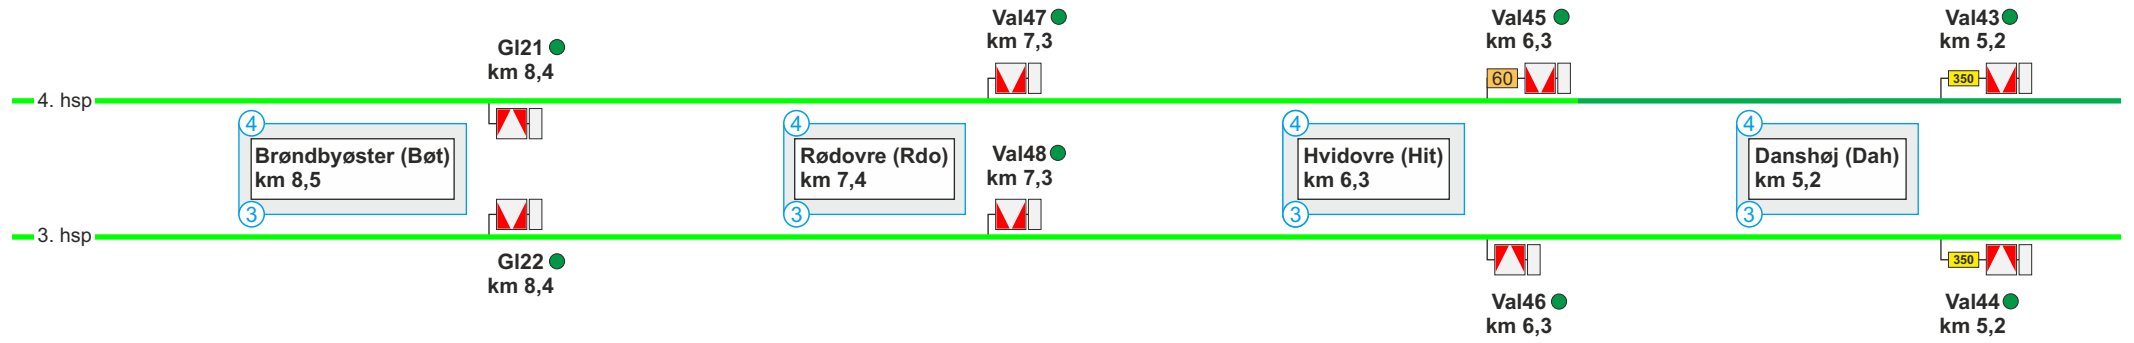 Val47
km 7,3
Val45
km 6,3
Val43
km 5,2
Gl21
km 8,4
60
350
4. hsp
4
Brøndbyøster (Bøt)
km 8,5
3
4
Rødovre (Rdo)
km 7,4
3
Val48
km 7,3
4
Hvidovre (Hit)
km 6,3
3
4
Danshøj (Dah)
km 5,2
3
3. hsp
Gl22
km 8,4
350
Val46
km 6,3
Val44
km 5,2